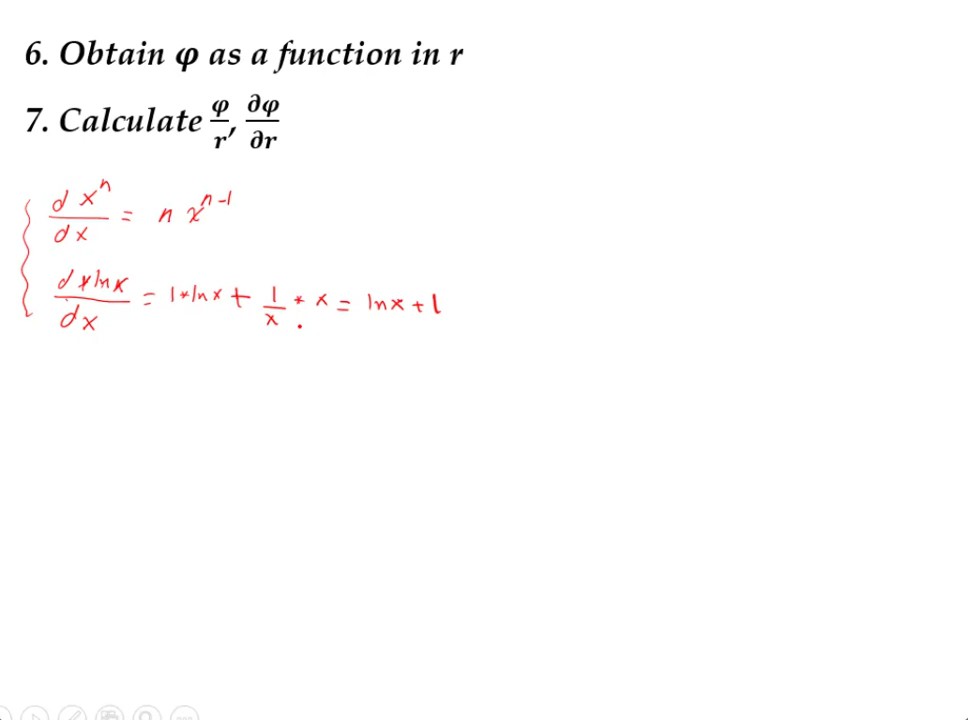 6. Obtain φ as a function in r
7. Calculate φ/r, ∂φ/∂r
d x^n / dx = n x^(n-1)
d x ln x / dx = 1 * ln x + 1/x * x = ln x + 1